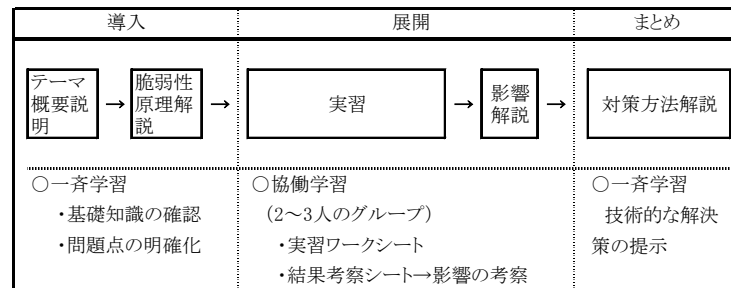 導入
展開
まとめ
テーマ
概要説
明
→
脆弱性
原理解
説
→
実習
→
影響
解説
→
対策方法解説
○一斉学習
・基礎知識の確認
・問題点の明確化
○協働学習
(2～3人のグループ)
・実習ワークシート
・結果考察シート→影響の考察
○一斉学習
技術的な解決
策の提示